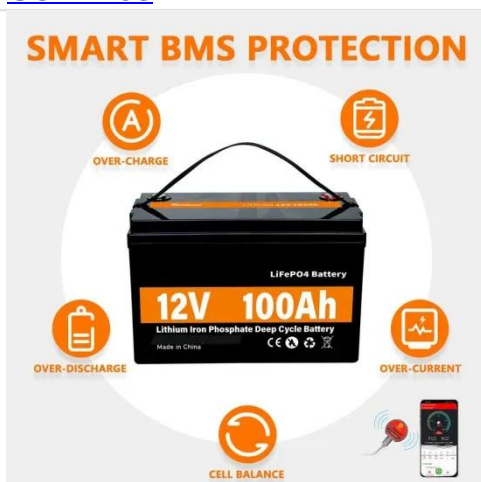 SMART BMS PROTECTION
OVER-CHARGE
SHORT CIRCUIT
LiFePO4 Battery
12V 100Ah
Lithium Iron Phosphate Deep Cycle Battery
Made in China
OVER-DISCHARGE
OVER-CURRENT
CELL BALANCE